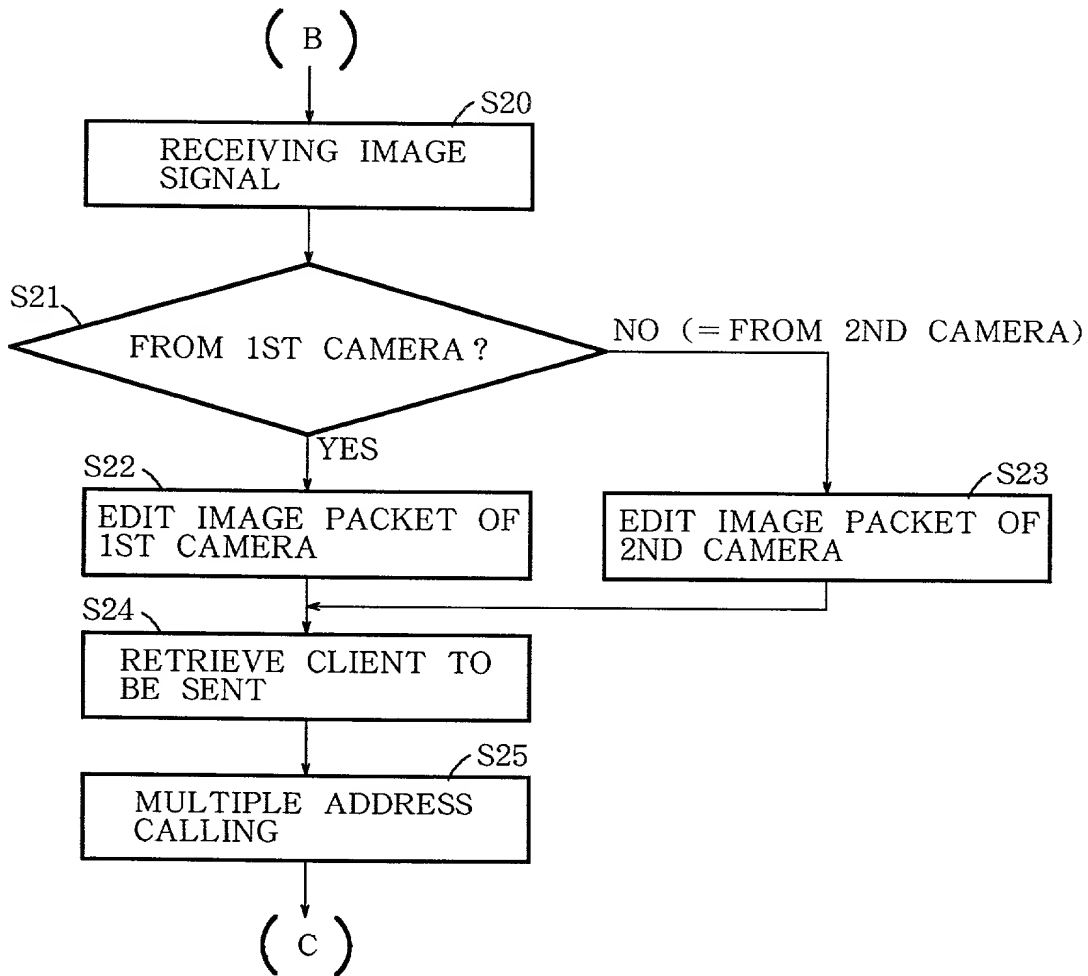 (B)
S20
RECEIVING IMAGE
SIGNAL
S21
FROM 1ST CAMERA?
NO (=FROM 2ND CAMERA)
YES
S22
EDIT IMAGE PACKET OF
1ST CAMERA
S23
EDIT IMAGE PACKET OF
2ND CAMERA
S24
RETRIEVE CLIENT TO
BE SENT
S25
MULTIPLE ADDRESS
CALLING
(C)